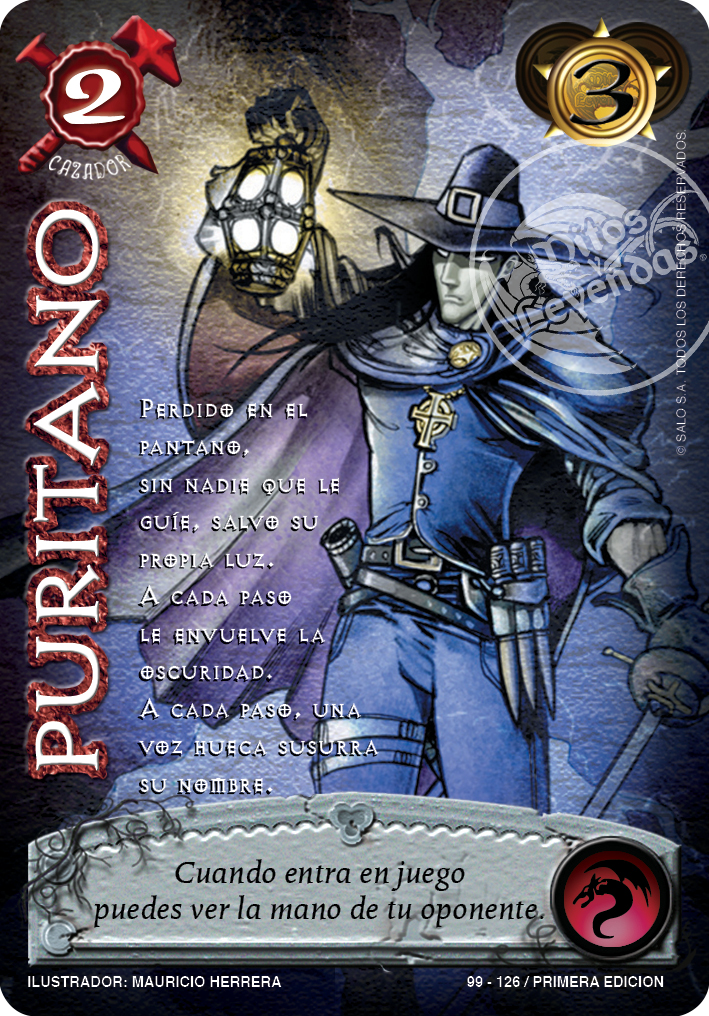 2
CAZADOR
3
Mitos
Leyendas
®
PURITANO
© SALO S.A. TODOS LOS DERECHOS RESERVADOS.
PERDIDO EN EL
PANTANO,
SIN NADIE QUE LE
GUÍE, SALVO SU
PROPIA LUZ.
A CADA PASO
LE ENVUELVE LA
OSCURIDAD.
A CADA PASO, UNA
VOZ HUECA SUSURRA
SU NOMBRE.
Cuando entra en juego
puedes ver la mano de tu oponente.
ILUSTRADOR: MAURICIO HERRERA
99 - 126 / PRIMERA EDICION